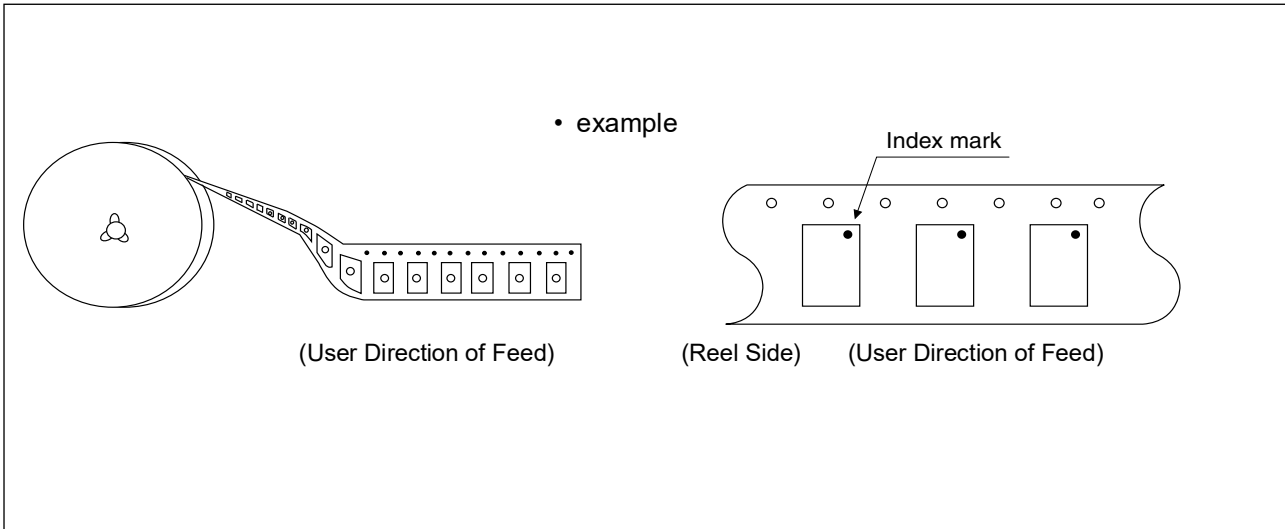 • example
Index mark
(User Direction of Feed)
(Reel Side)
(User Direction of Feed)